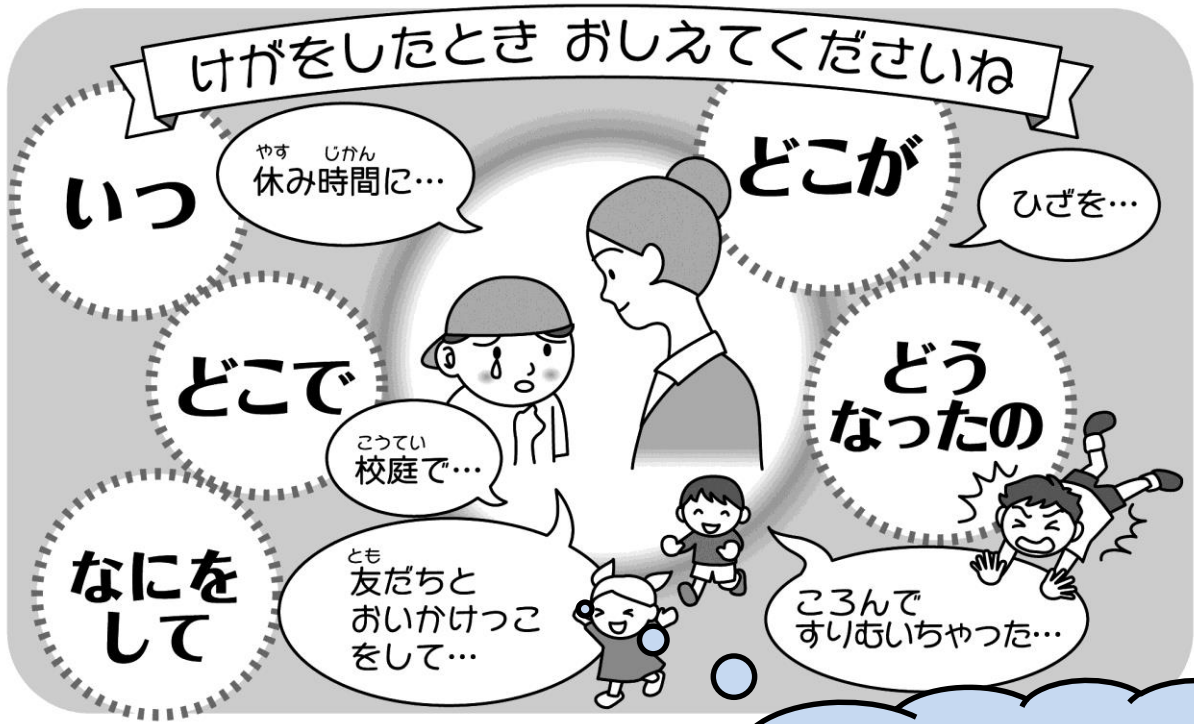 けがをしたとき おしえてくださいね
いつ
やす じかん
休み時間に…
どこで
こうてい
校庭で…
なにを
して
とも
友だちと
おいかけっこ
をして…
どこが
ひざを…
どう
なったの
ころんで
すりむいちゃった…